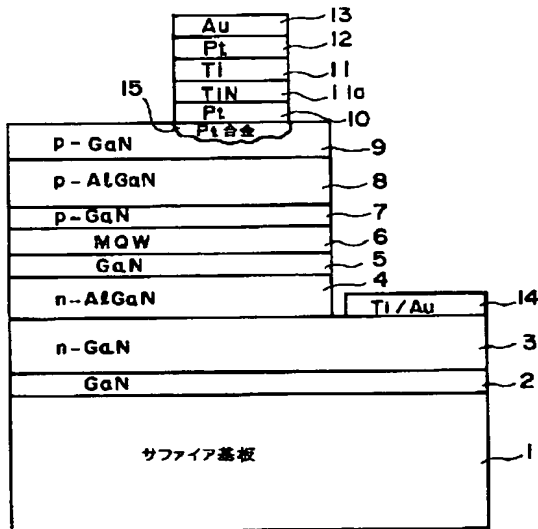 Au 13
Pt 12
Ti 11
TiN 11a
Pt 10
15 Pt合金
p-GaN 9
p-AlGaN 8
p-GaN 7
MQW 6
GaN 5
n-AlGaN 4
Ti/Au 14
n-GaN 3
GaN 2
サファイア基板 1